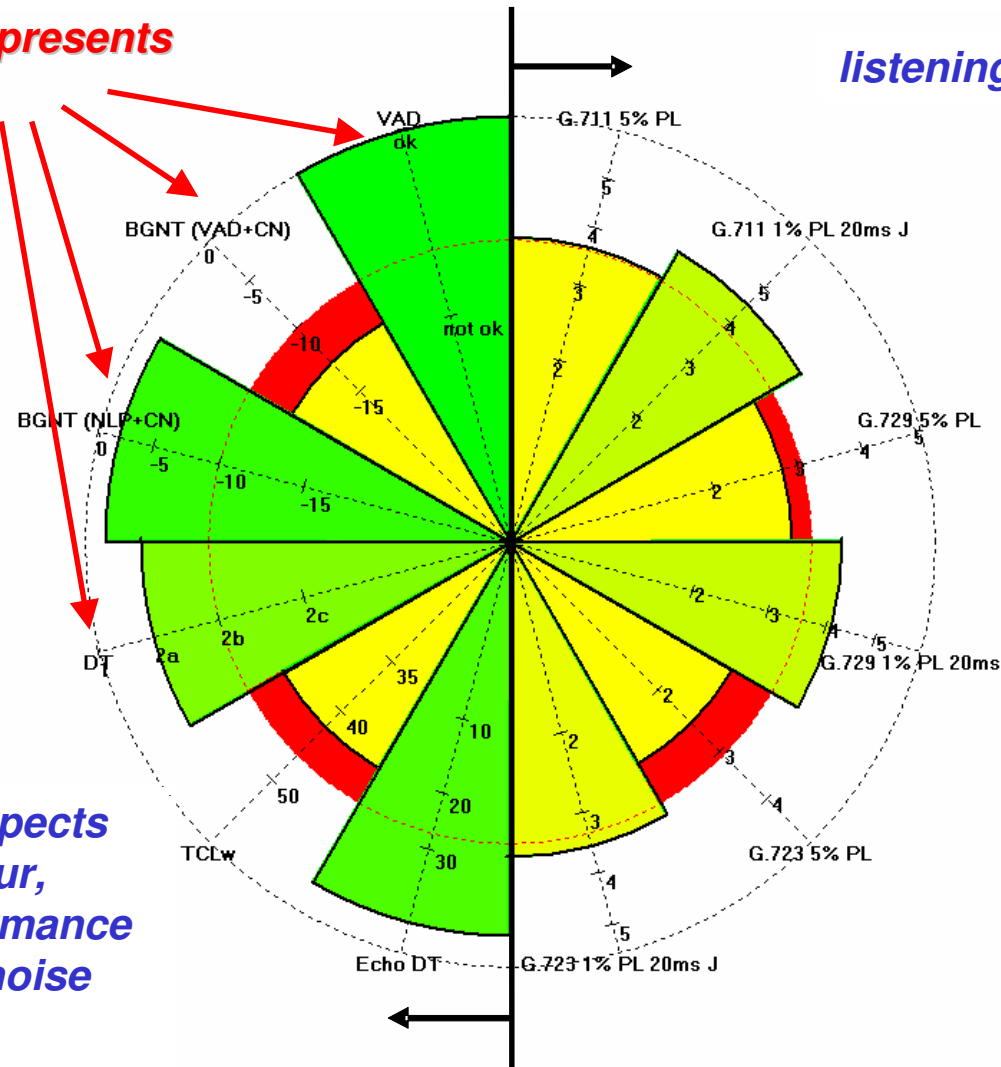 presents
listening
VAD
ok
not ok
G.711 5% PL
5
4
3
2
G.711 1% PL 20ms J
5
4
3
2
G.729 5% PL
5
4
3
2
G.729 1% PL 20ms
5
4
3
2
G.723 5% PL
4
3
2
G.723 1% PL 20ms J
5
4
3
2
Echo DT
30
20
10
TCLw
50
40
35
DT
1
2a
2b
2c
BGNT (NLP+CN)
0
-5
-10
-15
BGNT (VAD+CN)
0
-5
-10
-15
pects
ur,
mance
noise